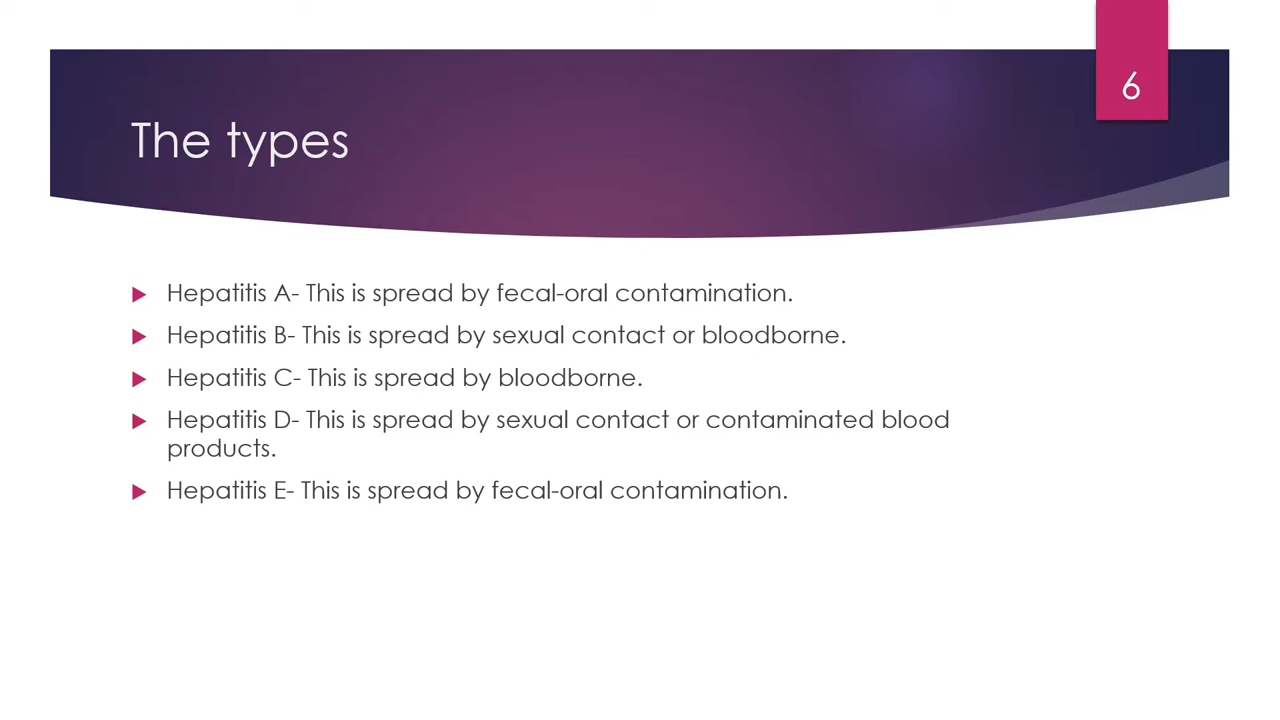 6
The types
Hepatitis A- This is spread by fecal-oral contamination.
Hepatitis B- This is spread by sexual contact or bloodborne.
Hepatitis C- This is spread by bloodborne.
Hepatitis D- This is spread by sexual contact or contaminated blood
products.
Hepatitis E- This is spread by fecal-oral contamination.